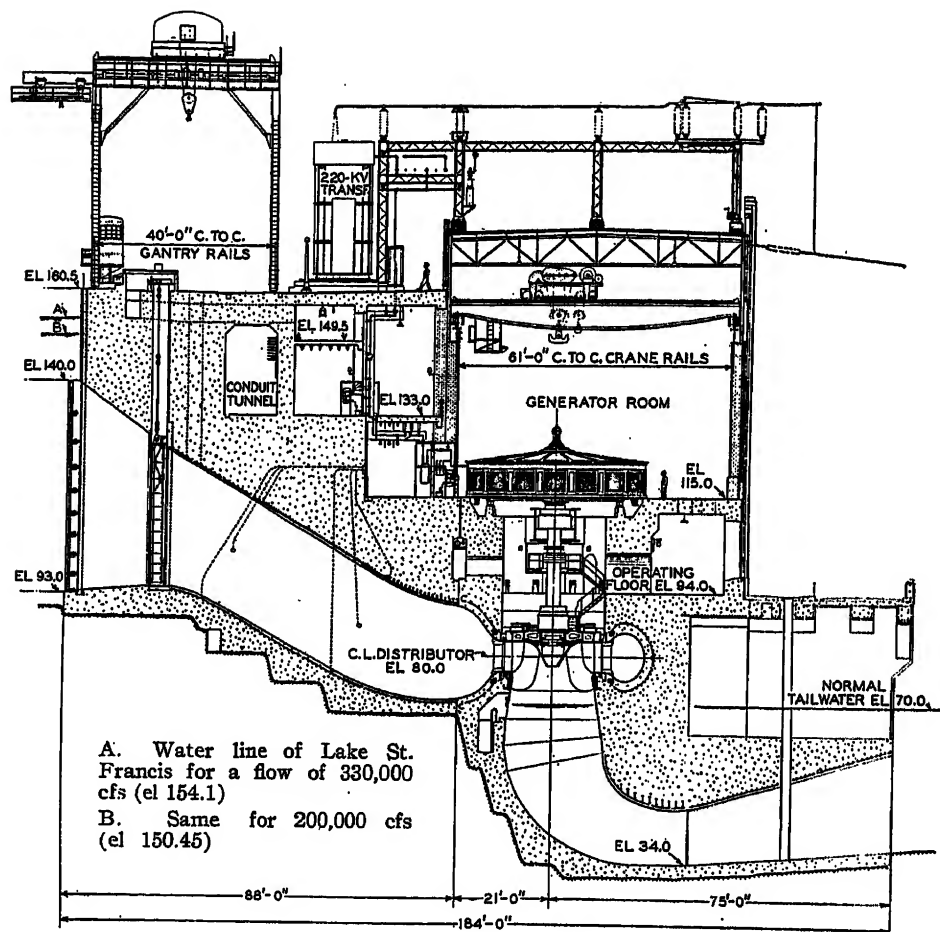 220-KV
TRANSF
40'-0" C. TO C.
GANTRY RAILS
EL 160.5
A
B
EL 149.5
EL 140.0
61'-0" C. TO C. CRANE RAILS
CONDUIT
TUNNEL
EL 133.0
GENERATOR ROOM
EL
115.0
EL 93.0
OPERATING
FLOOR EL 94.0
C.L. DISTRIBUTOR
EL 80.0
NORMAL
TAILWATER EL 70.0
A. Water line of Lake St.
Francis for a flow of 330,000
cfs (el 154.1)
B. Same for 200,000 cfs
(el 150.45)
EL 34.0
88'-0"
21'-0"
75'-0"
184'-0"